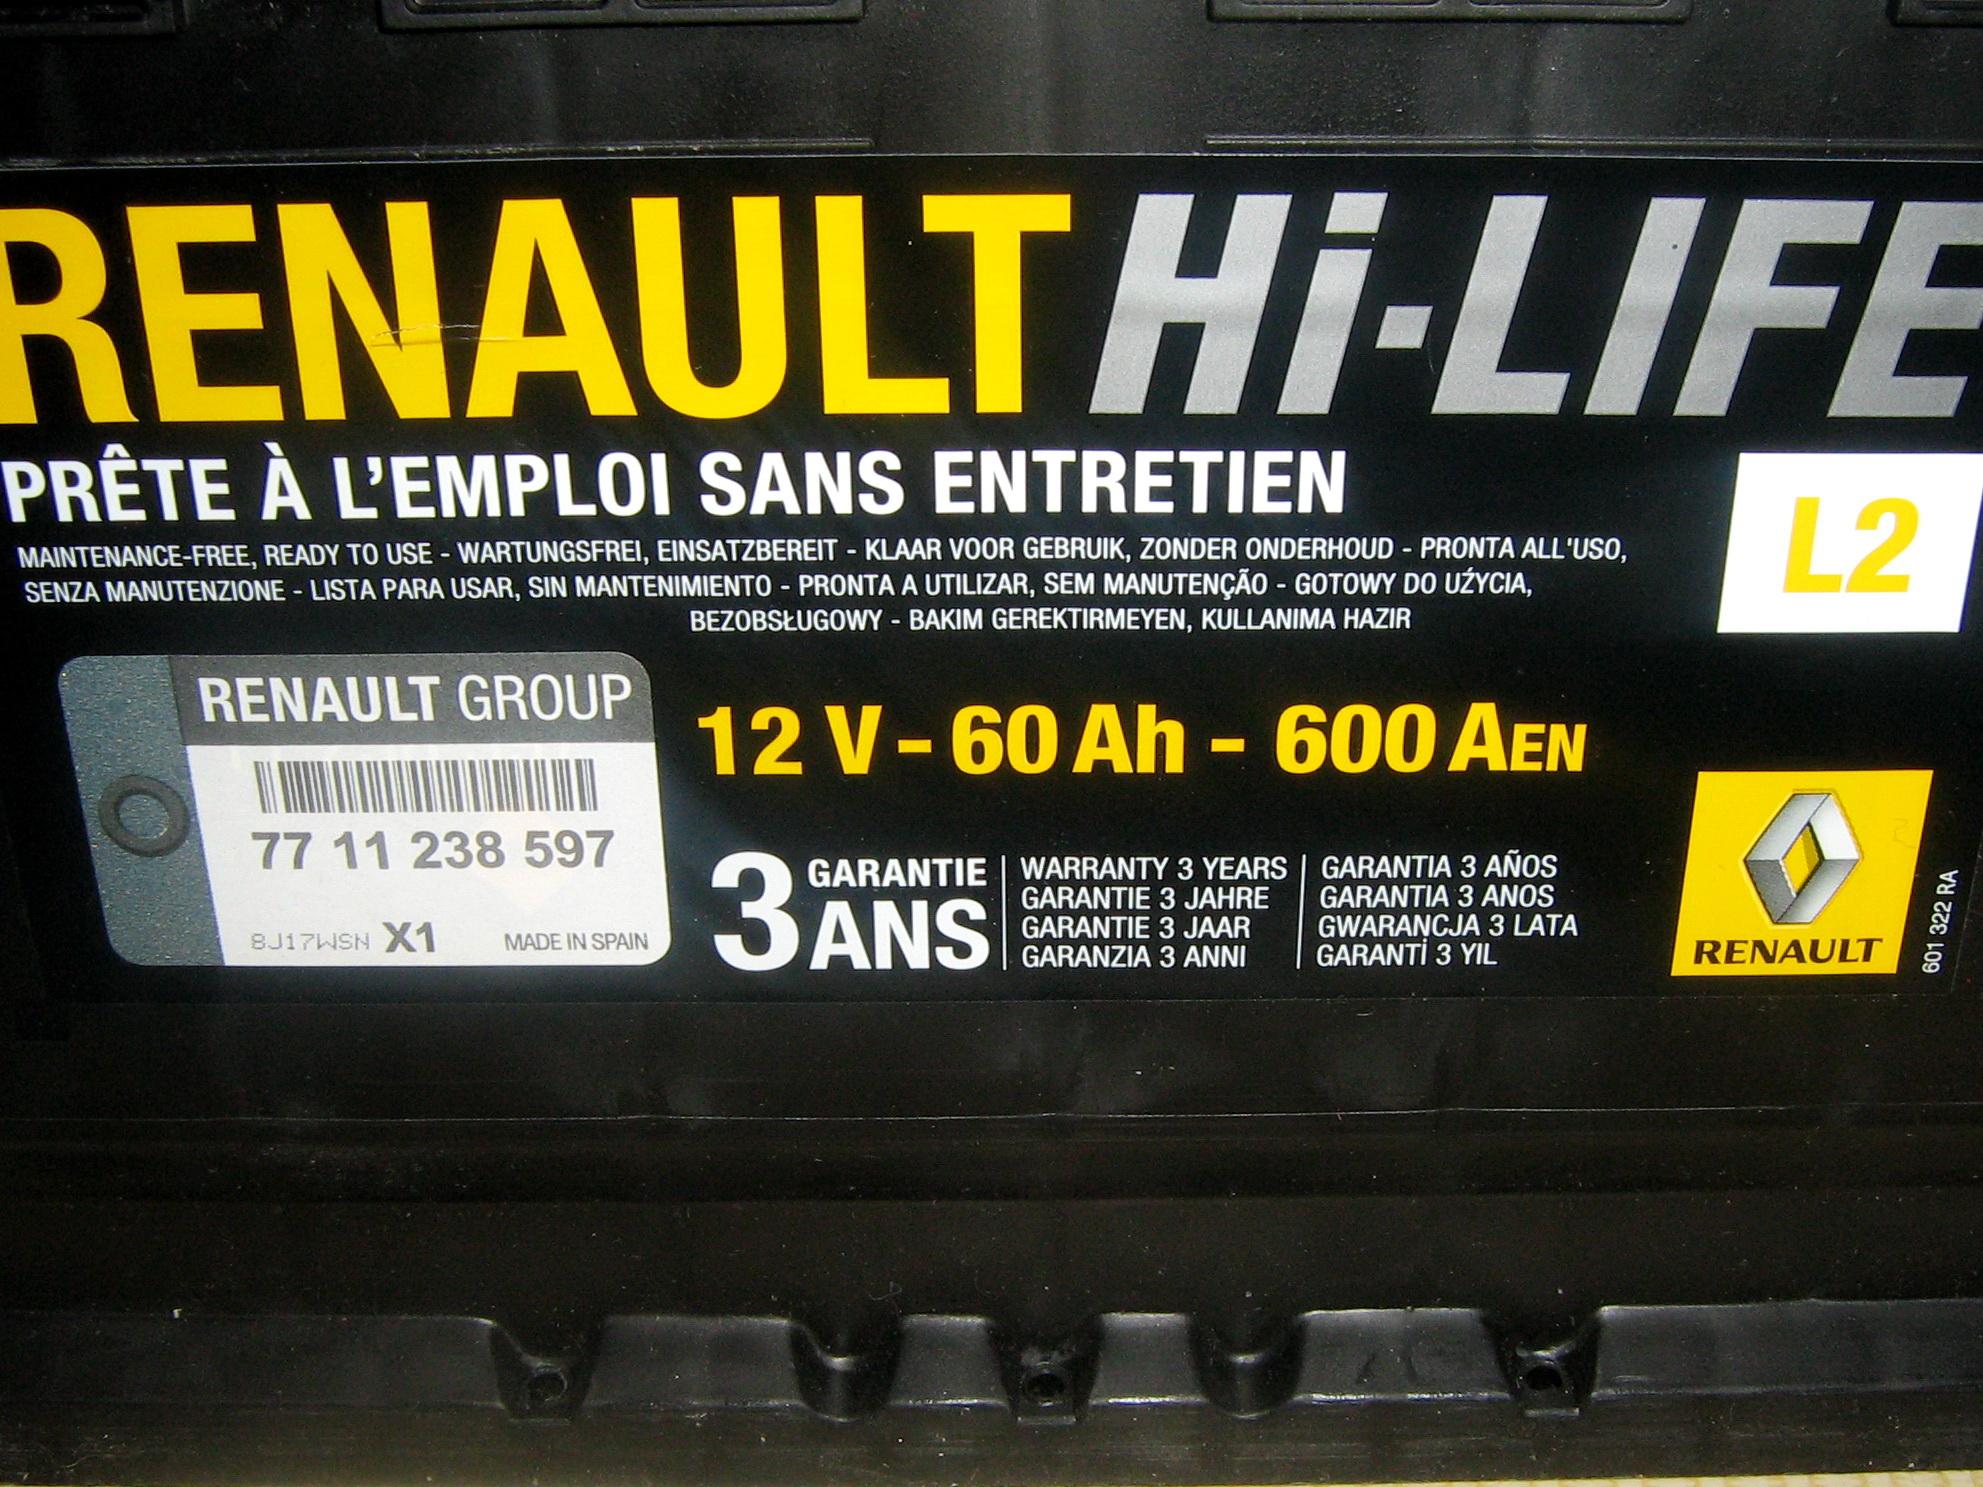 RENAULT Hi-LIFE
PRÊTE À L'EMPLOI SANS ENTRETIEN
MAINTENANCE-FREE, READY TO USE - WARTUNGSFREI, EINSATZBEREIT - KLAAR VOOR GEBRUIK, ZONDER ONDERHOUD - PRONTA ALL'USO,
SENZA MANUTENZIONE - LISTA PARA USAR, SIN MANTENIMIENTO - PRONTA A UTILIZAR, SEM MANUTENÇÃO - GOTOWY DO UŹYCIA,
BEZOBSŁUGOWY - BAKIM GEREKTIRMEYEN, KULLANIMA HAZIR
L2
RENAULT GROUP
77 11 238 597
8J17WSN X1 MADE IN SPAIN
12 V - 60 Ah - 600 AEN
3 GARANTIE
ANS
WARRANTY 3 YEARS
GARANTIE 3 JAHRE
GARANTIE 3 JAAR
GARANZIA 3 ANNI
GARANTIA 3 AÑOS
GARANTIA 3 ANOS
GWARANCJA 3 LATA
GARANTİ 3 YIL
RENAULT
601 322 RA